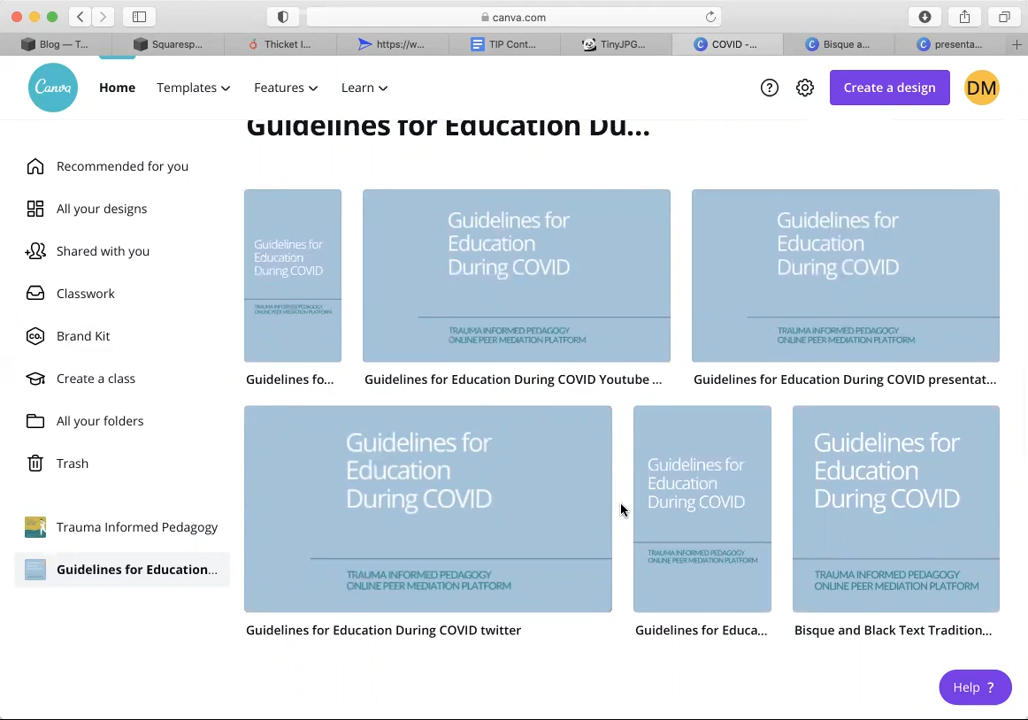 canva.com
Blog — T...
Squaresp...
Thicket I...
https://w...
TIP Cont...
TinyJPG...
COVID -...
Bisque a...
presenta...
Canva
Home
Templates
Features
Learn
?
Create a design
DM
Guidelines for Education Du...
Recommended for you
All your designs
Shared with you
Classwork
CO.
Brand Kit
Create a class
All your folders
Trash
Trauma Informed Pedagogy
Guidelines for Education...
Guidelines for
Education
During COVID
TRAUMA INFORMED PEDAGOGY
ONLINE PEER MEDIATION PLATFORM
Guidelines fo...
Guidelines for
Education
During COVID
TRAUMA INFORMED PEDAGOGY
ONLINE PEER MEDIATION PLATFORM
Guidelines for Education During COVID Youtube ...
Guidelines for
Education
During COVID
TRAUMA INFORMED PEDAGOGY
ONLINE PEER MEDIATION PLATFORM
Guidelines for Education During COVID presentat...
Guidelines for
Education
During COVID
TRAUMA INFORMED PEDAGOGY
ONLINE PEER MEDIATION PLATFORM
Guidelines for Education During COVID twitter
Guidelines for
Education
During COVID
TRAUMA INFORMED PEDAGOGY
ONLINE PEER MEDIATION PLATFORM
Guidelines for Educa...
Guidelines for
Education
During COVID
TRAUMA INFORMED PEDAGOGY
ONLINE PEER MEDIATION PLATFORM
Bisque and Black Text Tradition...
Help ?